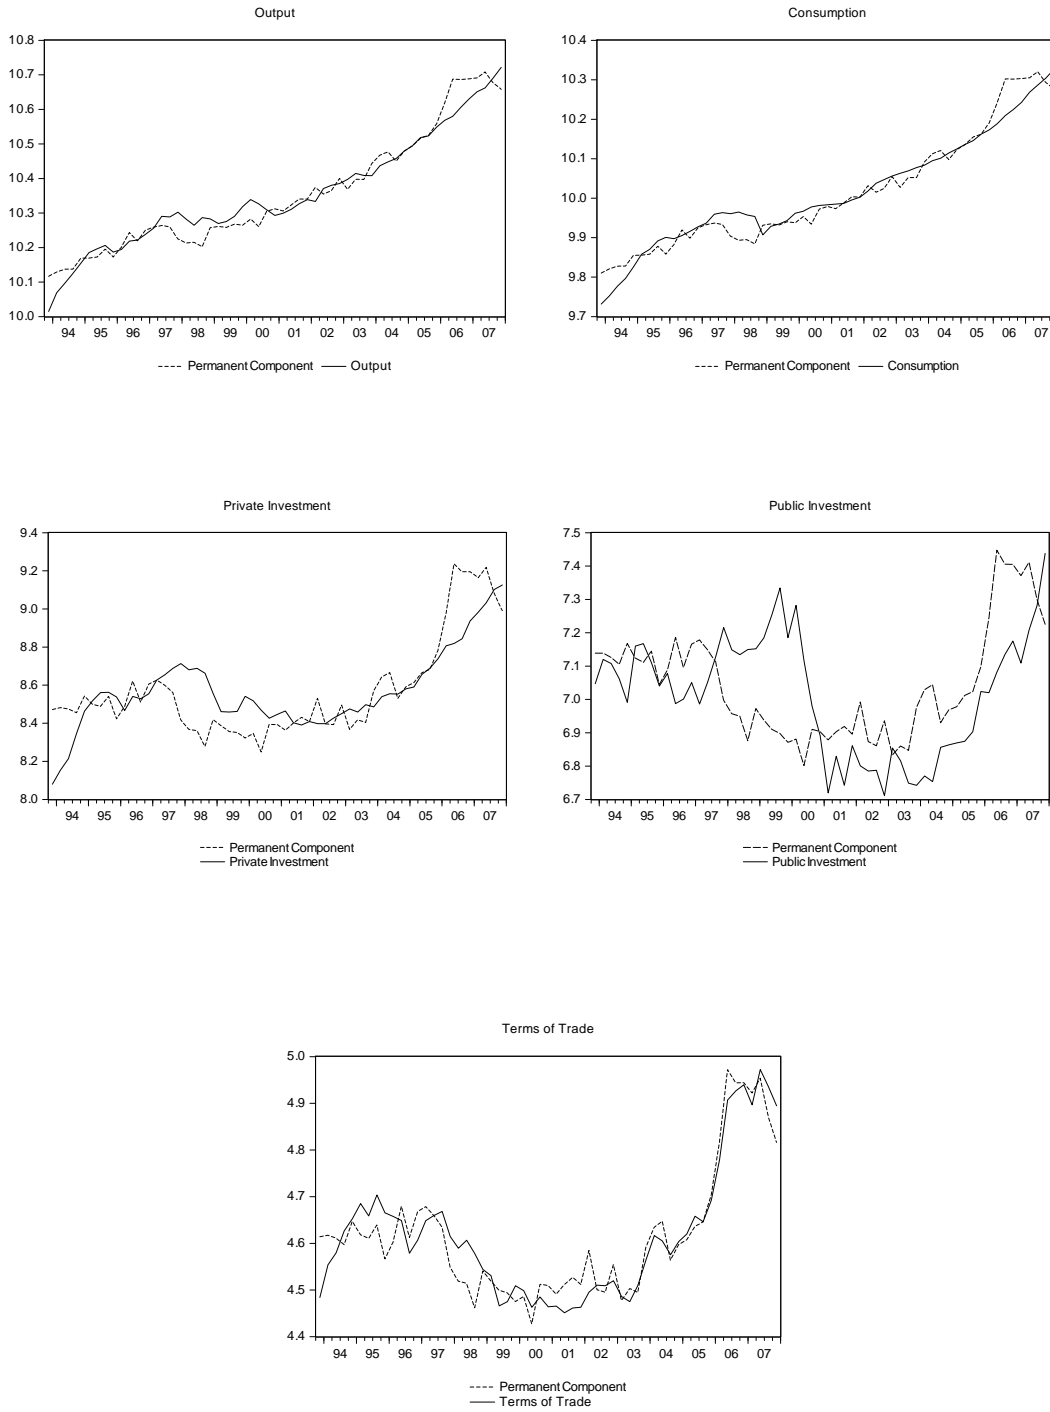 Output
10.8
10.7
10.6
10.5
10.4
10.3
10.2
10.1
10.0
94 95 96 97 98 99 00 01 02 03 04 05 06 07
Permanent Component Output
Consumption
10.4
10.3
10.2
10.1
10.0
9.9
9.8
9.7
94 95 96 97 98 99 00 01 02 03 04 05 06 07
Permanent Component Consumption
Private Investment
9.4
9.2
9.0
8.8
8.6
8.4
8.2
8.0
94 95 96 97 98 99 00 01 02 03 04 05 06 07
Permanent Component
Private Investment
Public Investment
7.5
7.4
7.3
7.2
7.1
7.0
6.9
6.8
6.7
94 95 96 97 98 99 00 01 02 03 04 05 06 07
Permanent Component
Public Investment
Terms of Trade
5.0
4.9
4.8
4.7
4.6
4.5
4.4
94 95 96 97 98 99 00 01 02 03 04 05 06 07
Permanent Component
Terms of Trade